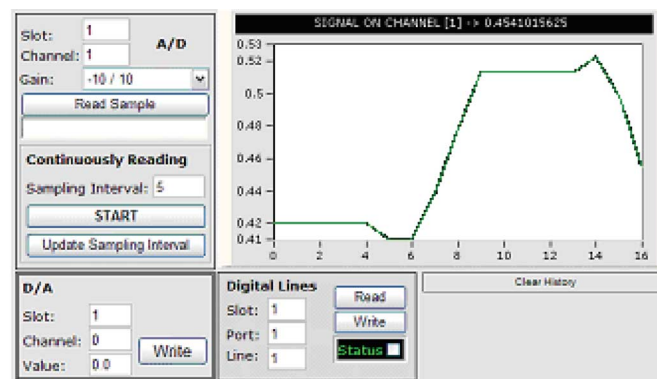 Slot: 1
A/D
Channel: 1
Gain: -10 / 10
Read Sample
Continuously Reading
Sampling Interval: 5
START
Update Sampling Interval
SIGNAL ON CHANNEL [1] -> 0.4541015625
0.53
0.52
0.5
0.48
0.46
0.44
0.42
0.41
0 2 4 6 8 10 12 14 16
D/A
Slot: 1
Channel: 0
Value: 0.0
Write
Digital Lines
Slot: 1
Port: 1
Line: 1
Read
Write
Status
Clear History